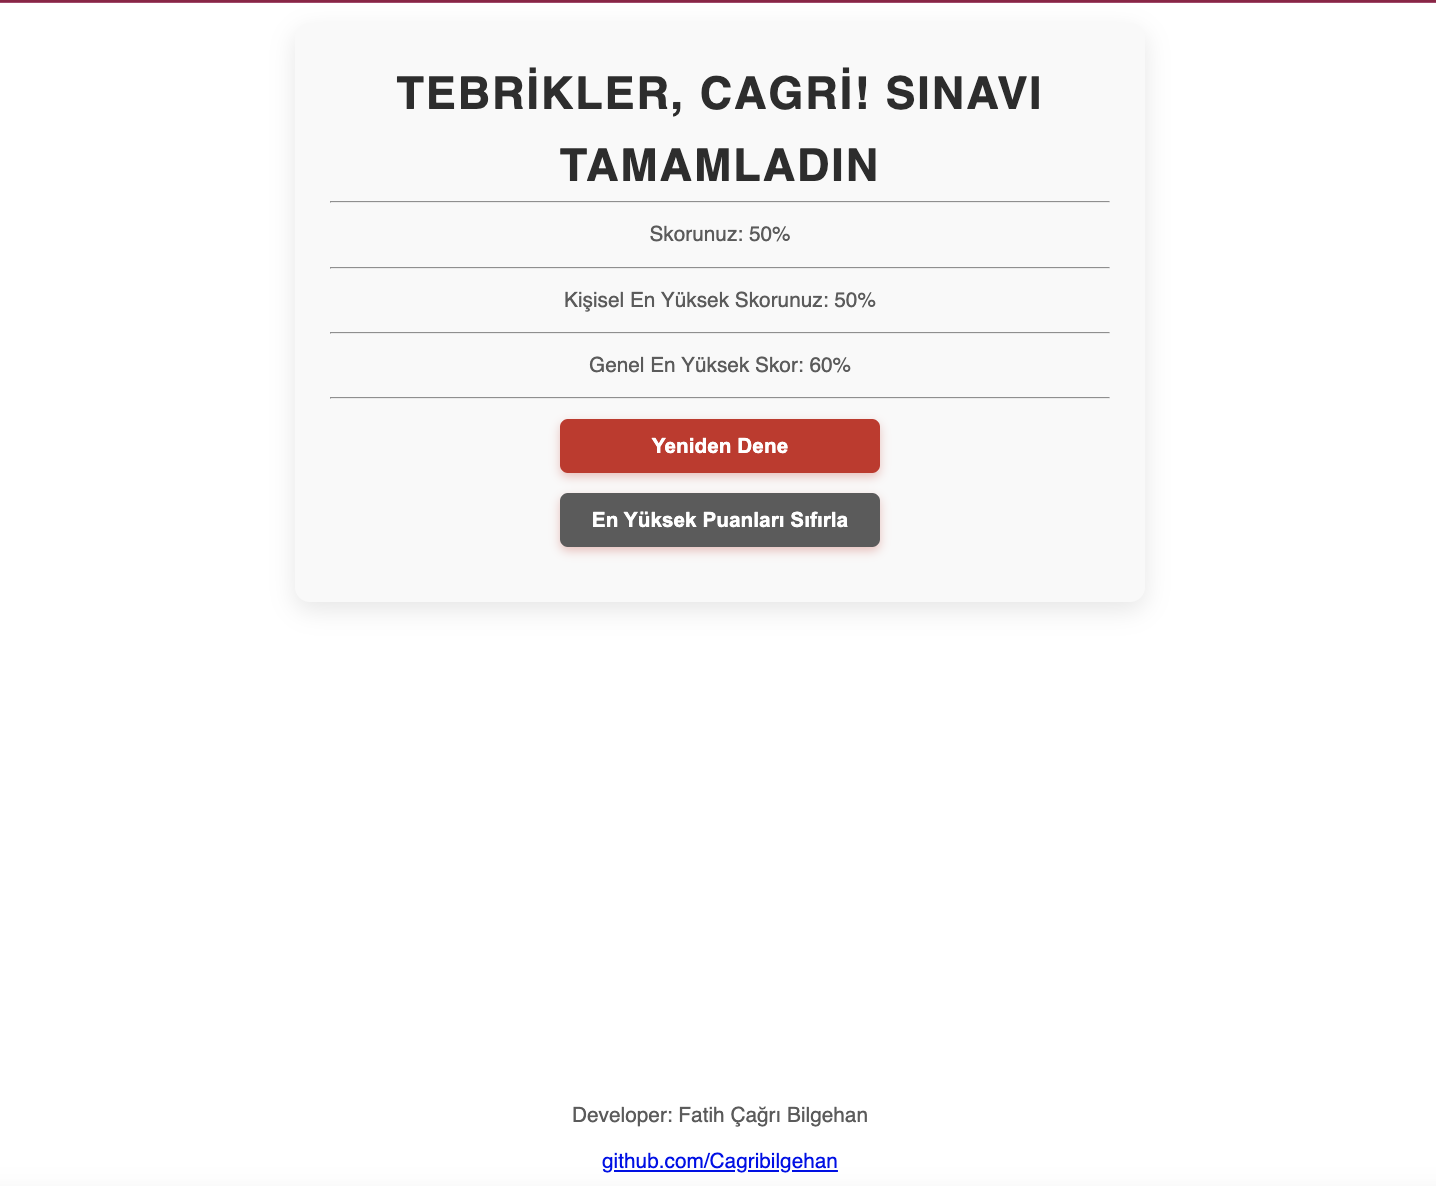 TEBRİKLER, CAGRİ! SINAVI
TAMAMLADIN
Skorunuz: 50%
Kişisel En Yüksek Skorunuz: 50%
Genel En Yüksek Skor: 60%
Yeniden Dene
En Yüksek Puanları Sıfırla
Developer: Fatih Çağrı Bilgehan
github.com/Cagribilgehan